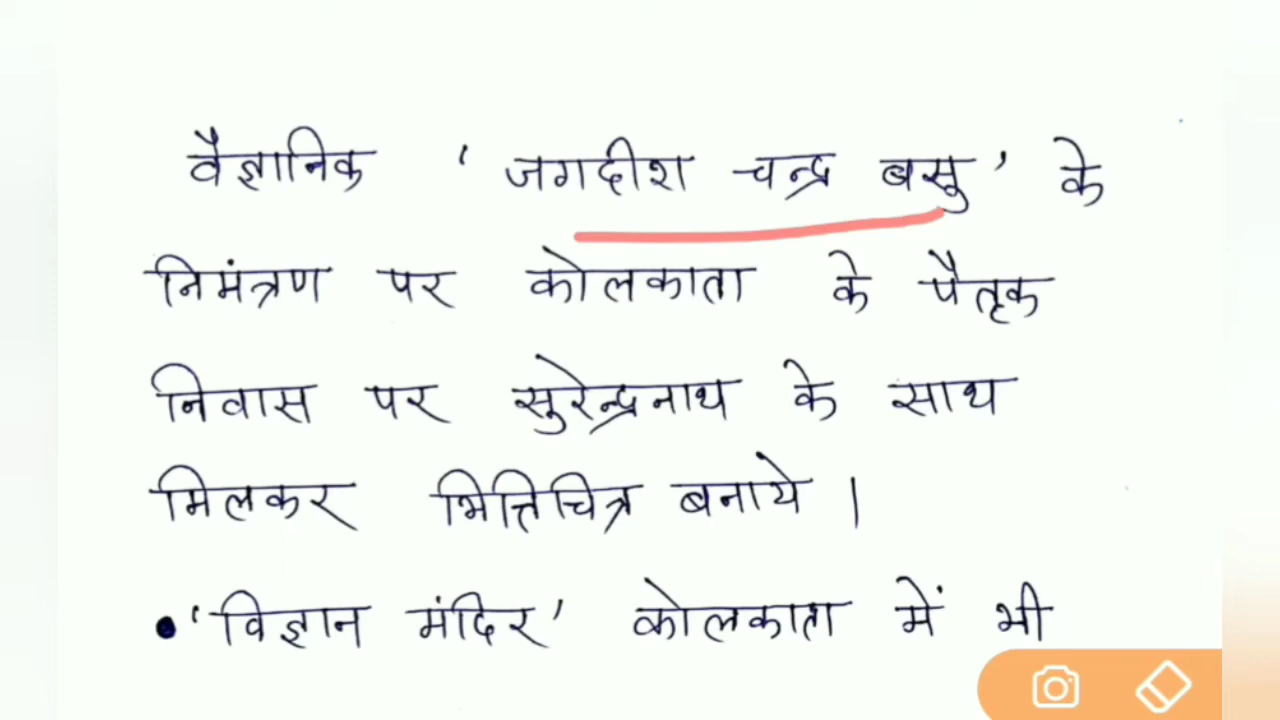 वैज्ञानिक ' जगदीश चन्द्र बसु ' के
निमंत्रण पर कोलकाता के पैतृक
निवास पर सुरेन्द्रनाथ के साथ
मिलकर भित्तिचित्र बनाये ।
• ' विज्ञान मंदिर ' कोलकाता में भी